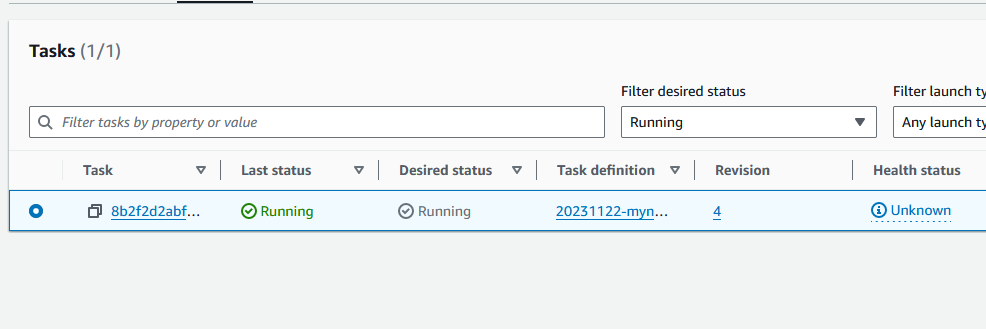 Tasks (1/1)
Filter desired status
Filter launch ty
Filter tasks by property or value
Running
Any launch ty
Task Last status Desired status Task definition Revision Health status
8b2f2d2abf... Running Running 20231122-myn... 4 Unknown